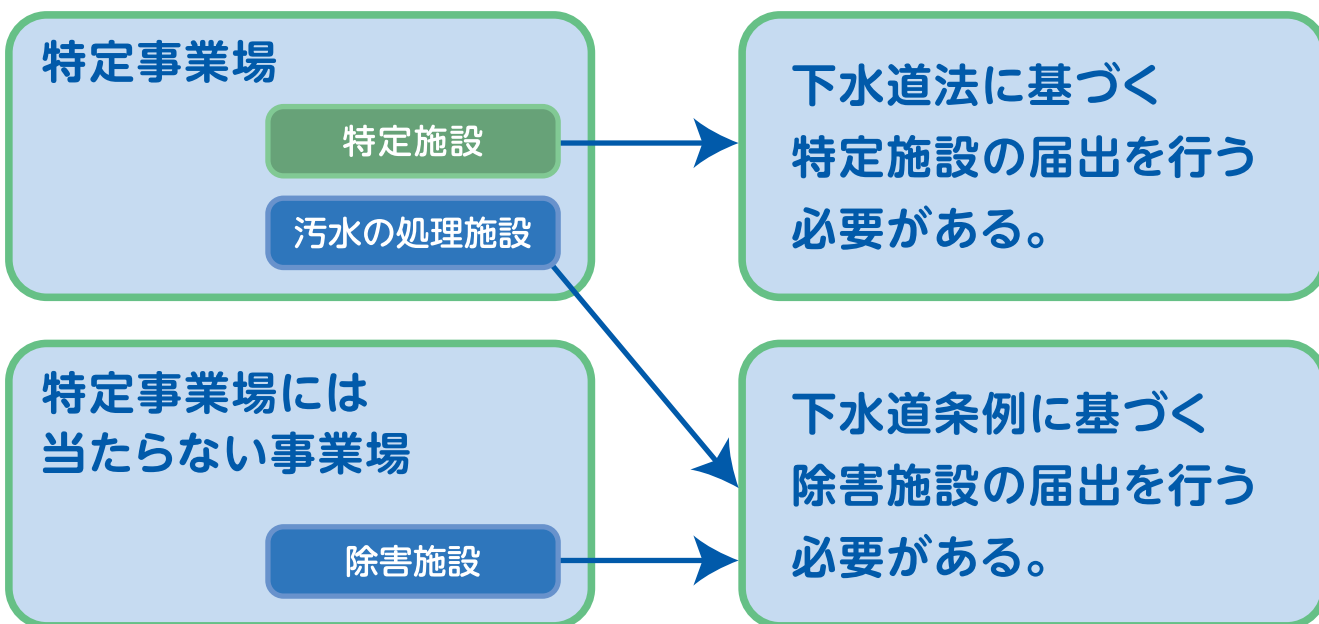 特定事業場
特定施設
汚水の処理施設
下水道法に基づく
特定施設の届出を行う
必要がある。
特定事業場には
当たらない事業場
除害施設
下水道条例に基づく
除害施設の届出を行う
必要がある。